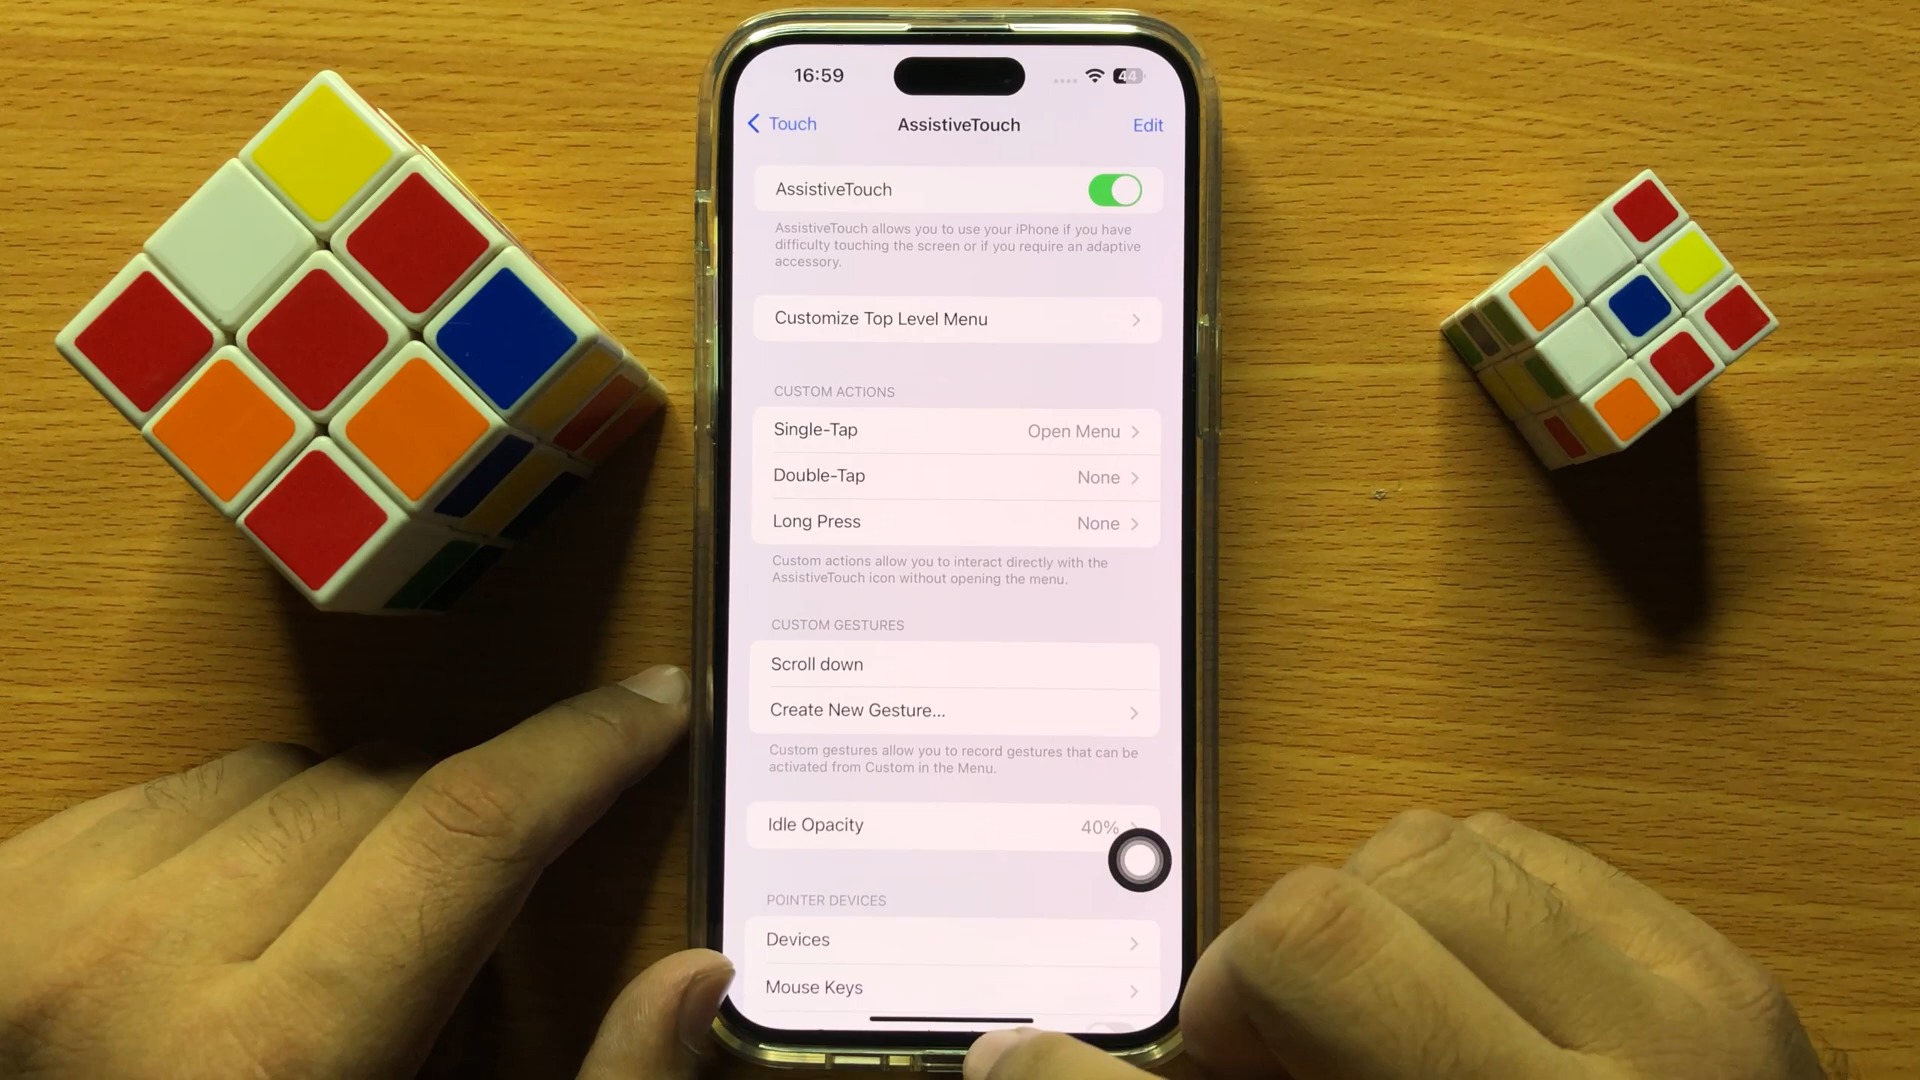 16:59
44
Touch
AssistiveTouch
Edit
AssistiveTouch
AssistiveTouch allows you to use your iPhone if you have
difficulty touching the screen or if you require an adaptive
accessory.
Customize Top Level Menu
CUSTOM ACTIONS
Single-Tap Open Menu
Double-Tap None
Long Press None
Custom actions allow you to interact directly with the
AssistiveTouch icon without opening the menu.
CUSTOM GESTURES
Scroll down
Create New Gesture...
Custom gestures allow you to record gestures that can be
activated from Custom in the Menu.
Idle Opacity 40%
POINTER DEVICES
Devices
Mouse Keys